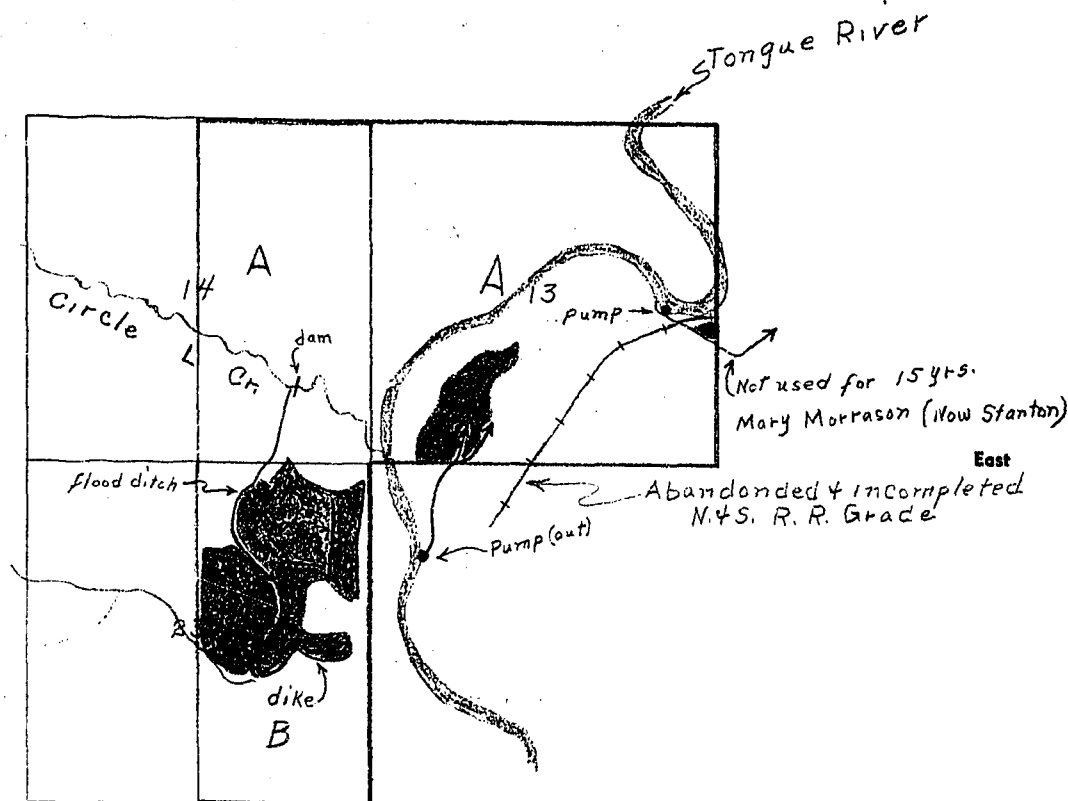 Tongue River
A
A
14
13
Circle
L
Cr.
dam
pump
Not used for 15 yrs.
Mary Morrason (Now Stanton)
East
flood ditch
Abandonded & incompleted
N.&S. R.R. Grade
Pump (out)
dike
B